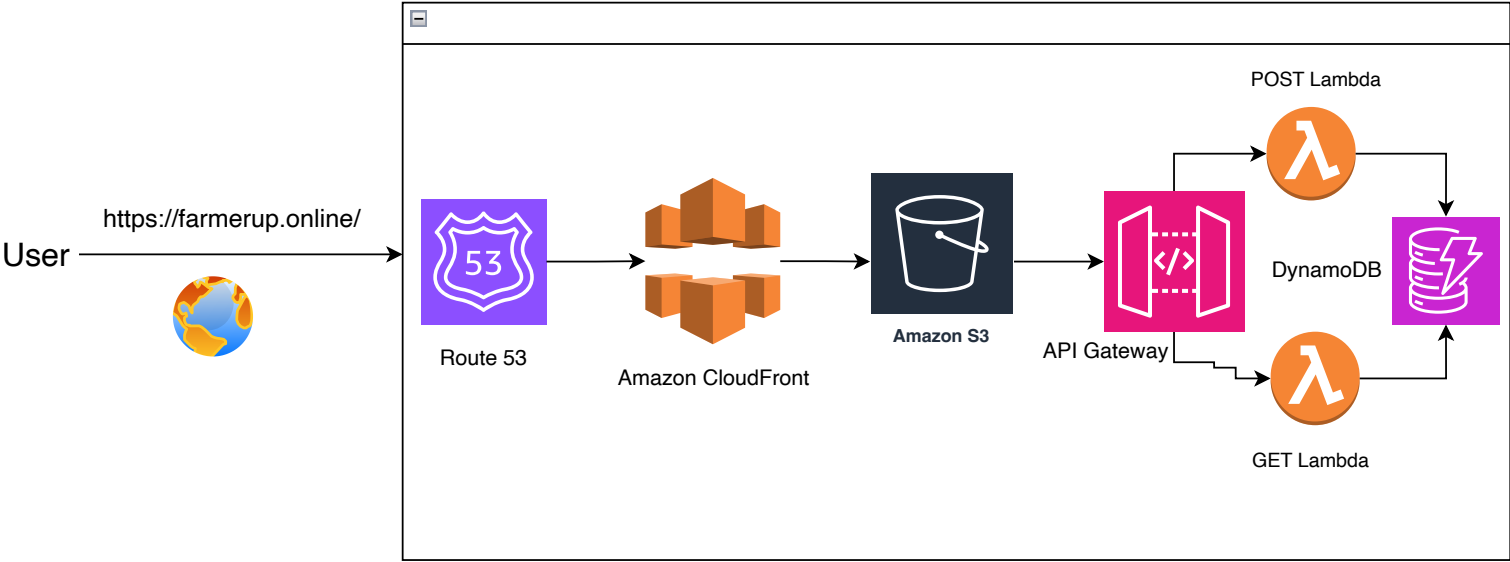 User
https://farmerup.online/
53
Route 53
Amazon CloudFront
Amazon S3
</>
API Gateway
POST Lambda
λ
DynamoDB
λ
GET Lambda